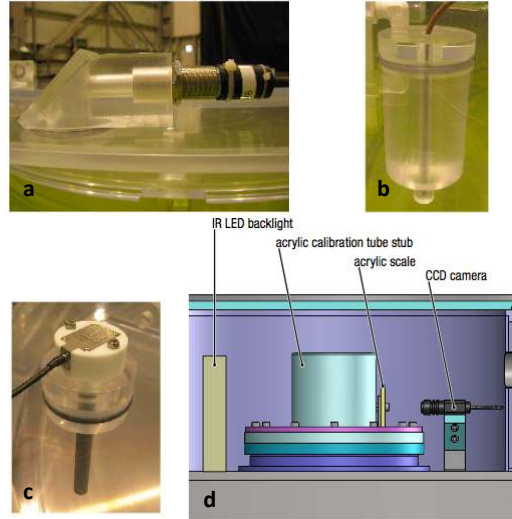 a
b
IR LED backlight
acrylic calibration tube stub
acrylic scale
CCD camera
c
d